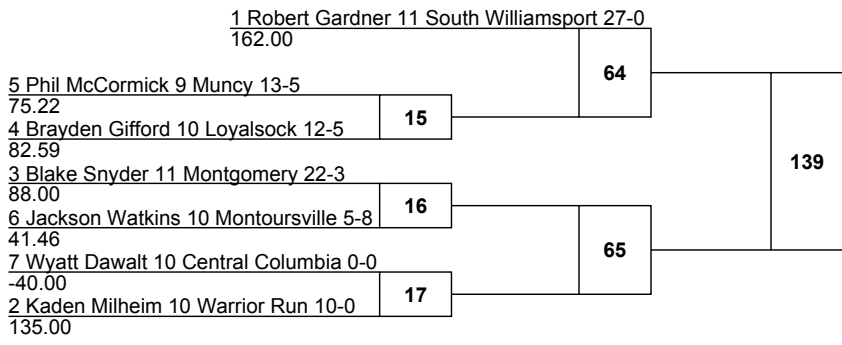 1 Robert Gardner 11 South Williamsport 27-0
162.00
64
5 Phil McCormick 9 Muncy 13-5
75.22
15
4 Brayden Gifford 10 Loyalsock 12-5
82.59
139
3 Blake Snyder 11 Montgomery 22-3
88.00
16
6 Jackson Watkins 10 Montoursville 5-8
41.46
65
7 Wyatt Dawalt 10 Central Columbia 0-0
-40.00
17
2 Kaden Milheim 10 Warrior Run 10-0
135.00